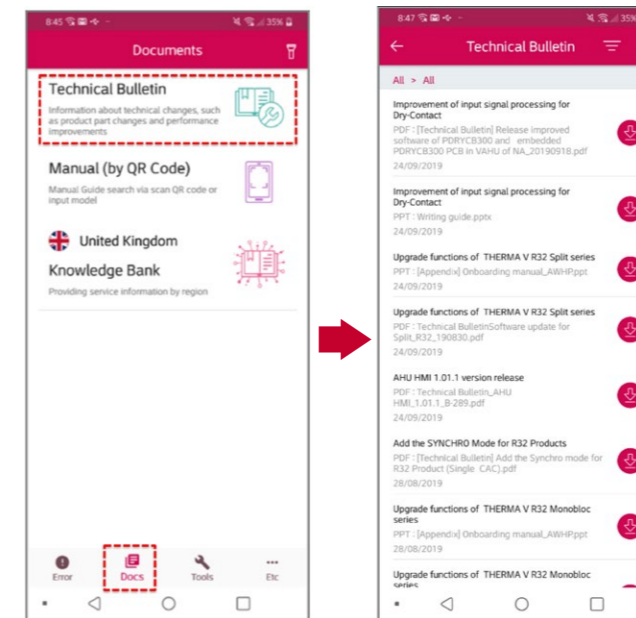 8:45
35%
Documents
Technical Bulletin
Information about technical changes, such
as product part changes and performance
improvements
Manual (by QR Code)
Manual Guide search via scan QR code or
input model
United Kingdom
Knowledge Bank
Providing service information by region
Error
Docs
Tools
Etc
8:47
35%
Technical Bulletin
All > All
Improvement of input signal processing for
Dry-Contact
PDF : [Technical Bulletin] Release improved
software of PDRYCB300 and embedded
PDRYCB300 PCB in VAHU of NA_20190918.pdf
24/09/2019
Improvement of input signal processing for
Dry-Contact
PPT : Writing guide.pptx
24/09/2019
Upgrade functions of THERMA V R32 Split series
PPT : [Appendix] Onboarding manual_AWHP.ppt
24/09/2019
Upgrade functions of THERMA V R32 Split series
PDF : Technical BulletinSoftware update for
Split_R32_190830.pdf
24/09/2019
AHU HMI 1.01.1 version release
PDF : Technical Bulletin_AHU
HMI_1.01.1_B-289.pdf
24/09/2019
Add the SYNCHRO Mode for R32 Products
PDF : [Technical Bulletin] Add the Synchro mode for
R32 Product (Single CAC).pdf
28/08/2019
Upgrade functions of THERMA V R32 Monobloc
series
PPT : [Appendix] Onboarding manual_AWHP.ppt
28/08/2019
Upgrade functions of THERMA V R32 Monobloc
series